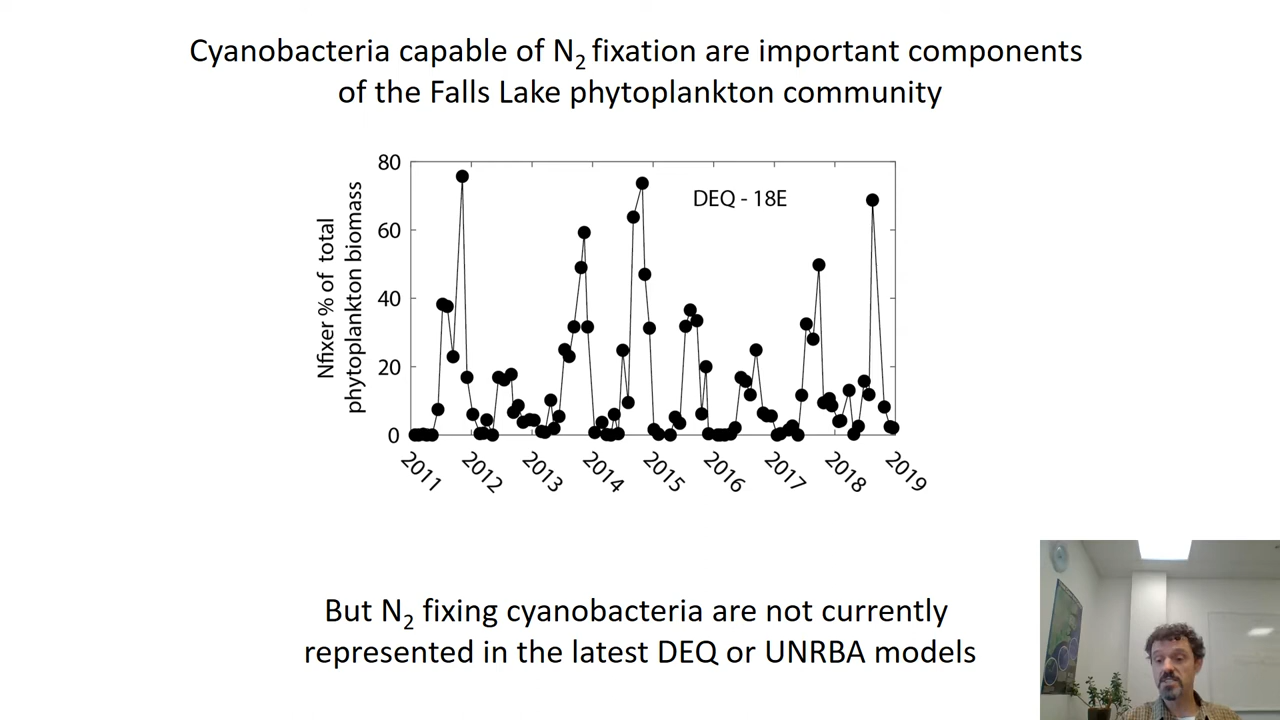 Cyanobacteria capable of N2 fixation are important components
of the Falls Lake phytoplankton community
Nfixer % of total
phytoplankton biomass
80
60
40
20
0
DEQ - 18E
2011
2012
2013
2014
2015
2016
2017
2018
2019
But N2 fixing cyanobacteria are not currently
represented in the latest DEQ or UNRBA models